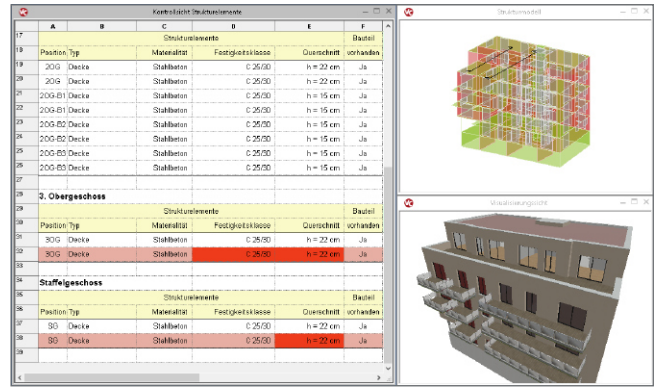 Kontrollsicht Strukturelemente
A B C D E F
17 Strukturelemente Bauteil
18 Position Typ Materialität Festigkeitsklasse Querschnitt vorhanden
19 2OG Decke Stahlbeton C 25/30 h = 22 cm Ja
20 2OG Decke Stahlbeton C 25/30 h = 22 cm Ja
21 2OG-B1 Decke Stahlbeton C 25/30 h = 15 cm Ja
22 2OG-B1 Decke Stahlbeton C 25/30 h = 15 cm Ja
23 2OG-B2 Decke Stahlbeton C 25/30 h = 15 cm Ja
24 2OG-B2 Decke Stahlbeton C 25/30 h = 15 cm Ja
25 2OG-B3 Decke Stahlbeton C 25/30 h = 15 cm Ja
26 2OG-B3 Decke Stahlbeton C 25/30 h = 15 cm Ja
27
28 3. Obergeschoss
29 Strukturelemente Bauteil
30 Position Typ Materialität Festigkeitsklasse Querschnitt vorhanden
31 3OG Decke Stahlbeton C 25/30 h = 22 cm Ja
32 3OG Decke Stahlbeton C 25/30 h = 22 cm Ja
33
34 Staffelgeschoss
35 Strukturelemente Bauteil
36 Position Typ Materialität Festigkeitsklasse Querschnitt vorhanden
37 SG Decke Stahlbeton C 25/30 h = 22 cm Ja
38 SG Decke Stahlbeton C 25/30 h = 22 cm Ja
39
Strukturmodell
Visualisierungssicht